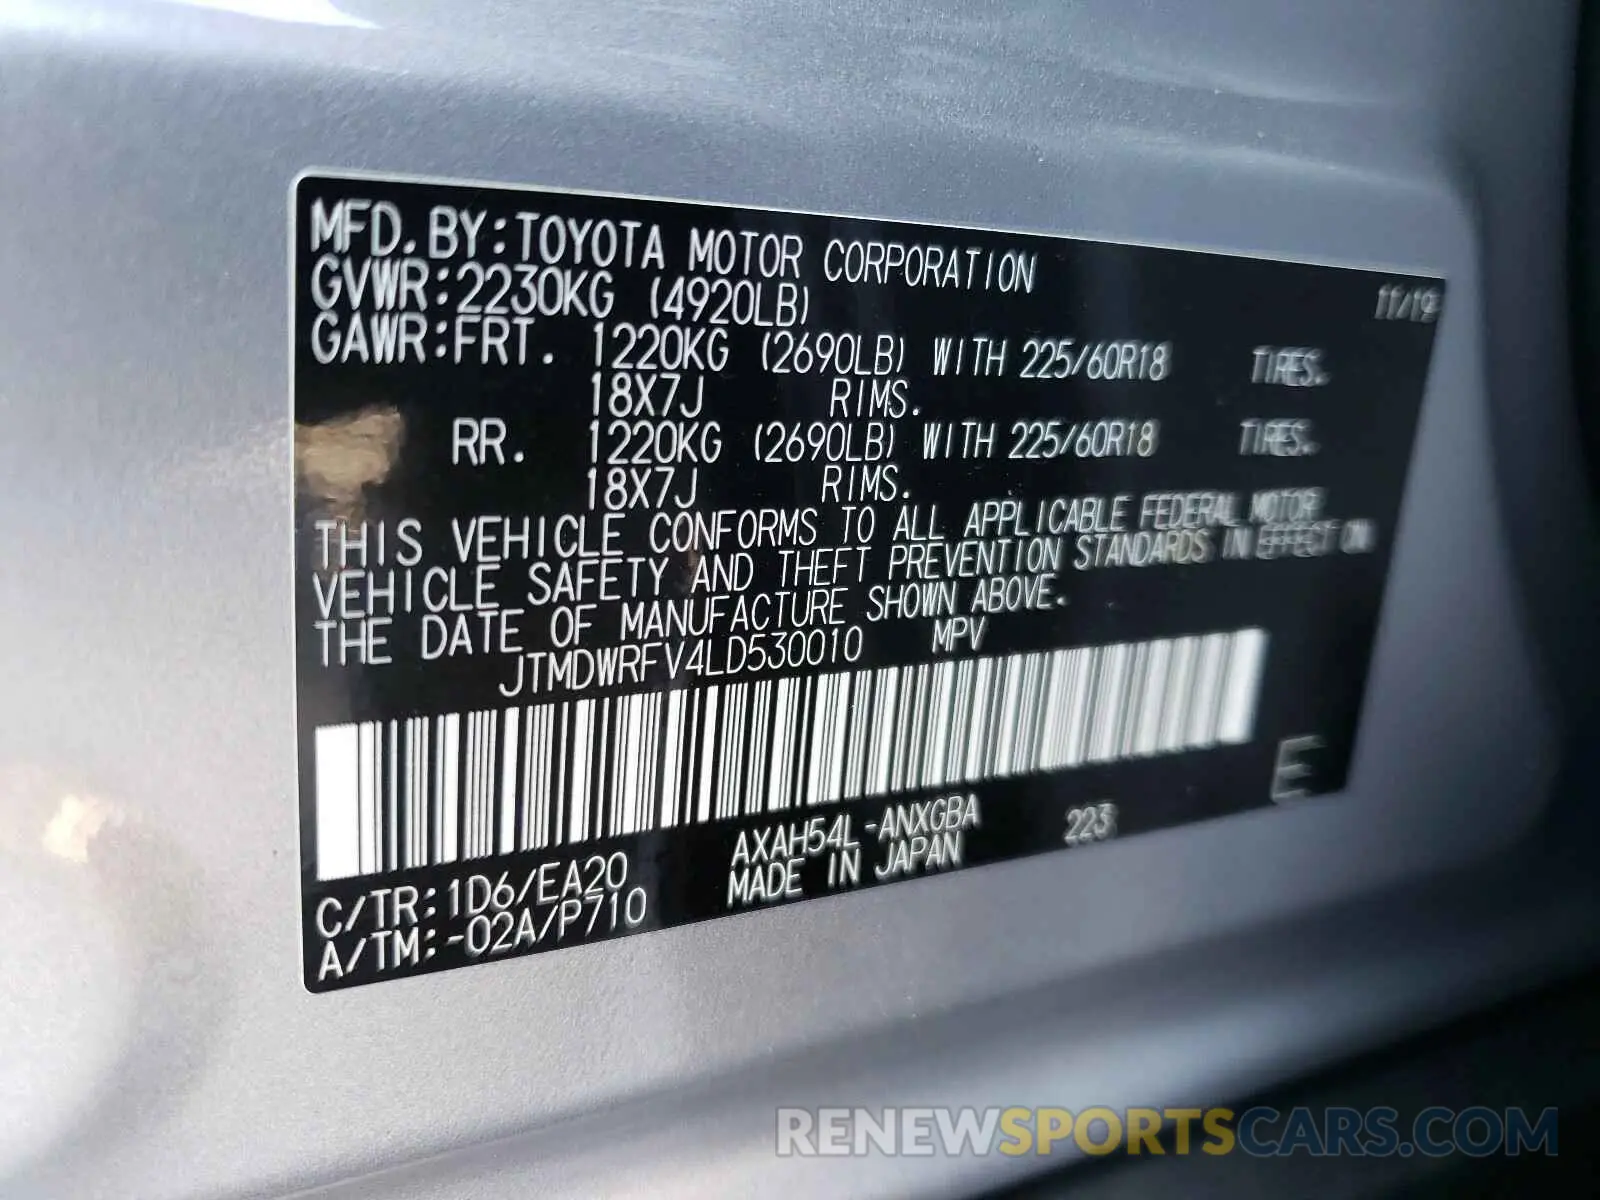 MFD. BY: TOYOTA MOTOR CORPORATION 11/19
GVWR: 2230KG (4920LB)
GAWR: FRT. 1220KG (2690LB) WITH 225/60R18 TIRES.
18X7J RIMS.
RR. 1220KG (2690LB) WITH 225/60R18 TIRES.
18X7J RIMS.
THIS VEHICLE CONFORMS TO ALL APPLICABLE FEDERAL MOTOR
VEHICLE SAFETY AND THEFT PREVENTION STANDARDS IN EFFECT ON
THE DATE OF MANUFACTURE SHOWN ABOVE.
JTMDWRFV4LD530010 MPV
E
C/TR: 1D6/EA20 AXAH54L-ANXGBA 223
A/TM: -02A/P710 MADE IN JAPAN
RENEWSPORTSCARS.COM